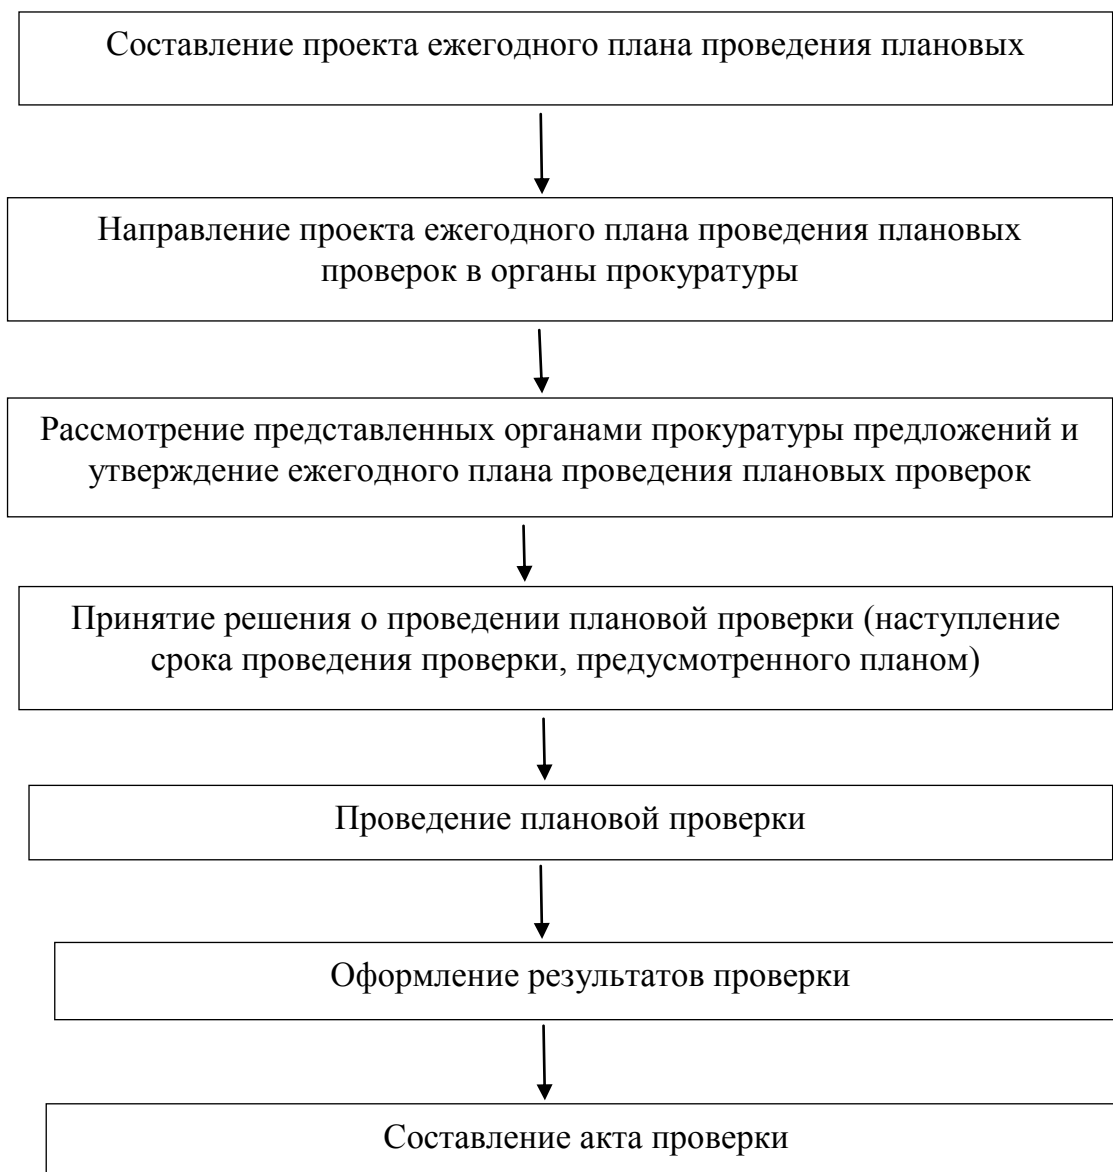 Составление проекта ежегодного плана проведения плановых
Направление проекта ежегодного плана проведения плановых
проверок в органы прокуратуры
Рассмотрение представленных органами прокуратуры предложений и
утверждение ежегодного плана проведения плановых проверок
Принятие решения о проведении плановой проверки (наступление
срока проведения проверки, предусмотренного планом)
Проведение плановой проверки
Оформление результатов проверки
Составление акта проверки